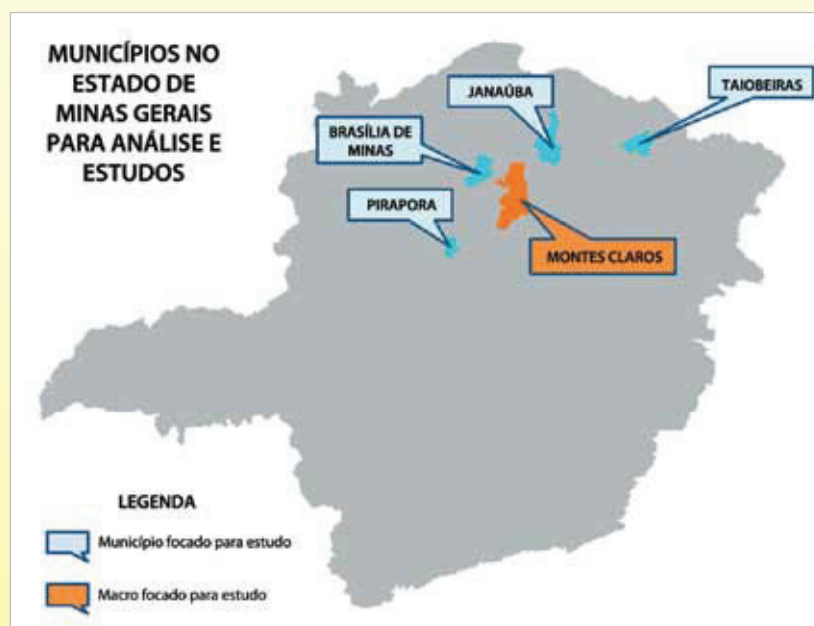 MUNICÍPIOS NO
ESTADO DE
MINAS GERAIS
PARA ANÁLISE E
ESTUDOS
JANAÚBA
TAIOBEIRAS
BRASÍLIA DE
MINAS
PIRAPORA
MONTES CLAROS
LEGENDA
Município focado para estudo
Macro focado para estudo